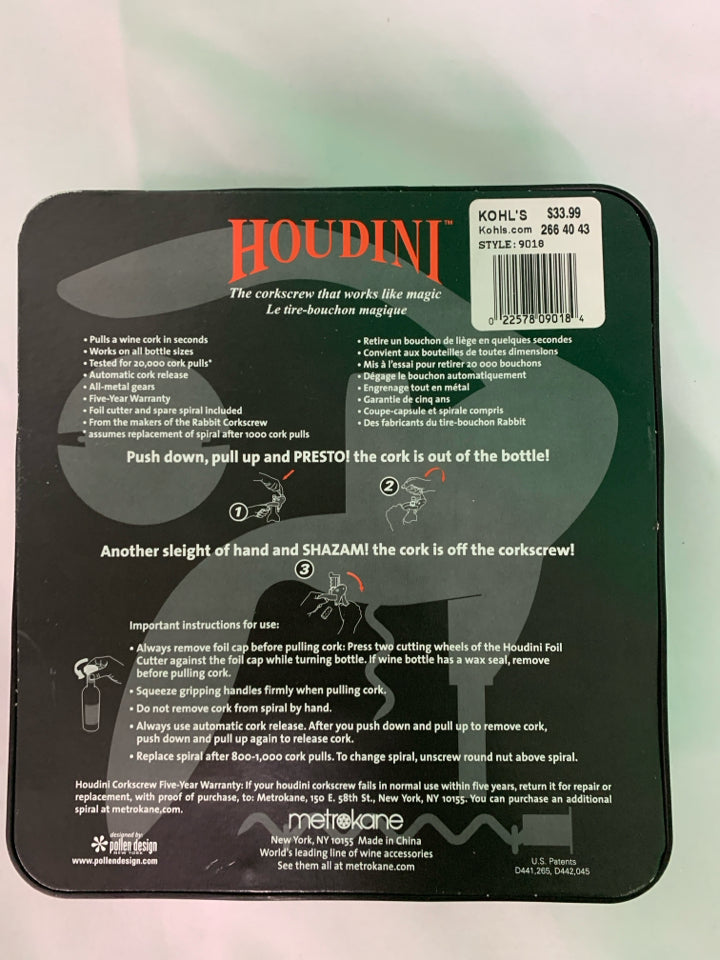 HOUDINI™
The corkscrew that works like magic
Le tire-bouchon magique
KOHL'S $33.99
Kohls.com 266 40 43
STYLE: 9018
0 22578 09018 4
• Pulls a wine cork in seconds
• Works on all bottle sizes
• Tested for 20,000 cork pulls*
• Automatic cork release
• All-metal gears
• Five-Year Warranty
• Foil cutter and spare spiral included
• From the makers of the Rabbit Corkscrew
* assumes replacement of spiral after 1000 cork pulls
• Retire un bouchon de liège en quelques secondes
• Convient aux bouteilles de toutes dimensions
• Mis à l'essai pour retirer 20 000 bouchons
• Dégage le bouchon automatiquement
• Engrenage tout en métal
• Garantie de cinq ans
• Coupe-capsule et spirale compris
• Des fabricants du tire-bouchon Rabbit
Push down, pull up and PRESTO! the cork is out of the bottle!
1
2
Another sleight of hand and SHAZAM! the cork is off the corkscrew!
3
Important instructions for use:
• Always remove foil cap before pulling cork: Press two cutting wheels of the Houdini Foil
Cutter against the foil cap while turning bottle. If wine bottle has a wax seal, remove
before pulling cork.
• Squeeze gripping handles firmly when pulling cork.
• Do not remove cork from spiral by hand.
• Always use automatic cork release. After you push down and pull up to remove cork,
push down and pull up again to release cork.
• Replace spiral after 800-1,000 cork pulls. To change spiral, unscrew round nut above spiral.
Houdini Corkscrew Five-Year Warranty: If your houdini corkscrew fails in normal use within five years, return it for repair or
replacement, with proof of purchase, to: Metrokane, 150 E. 58th St., New York, NY 10155. You can purchase an additional
spiral at metrokane.com.
metrokane
New York, NY 10155 Made in China
World's leading line of wine accessories
See them all at metrokane.com
designed by:
pollen design
NEW YORK
www.pollendesign.com
U.S. Patents
D441,265, D442,045